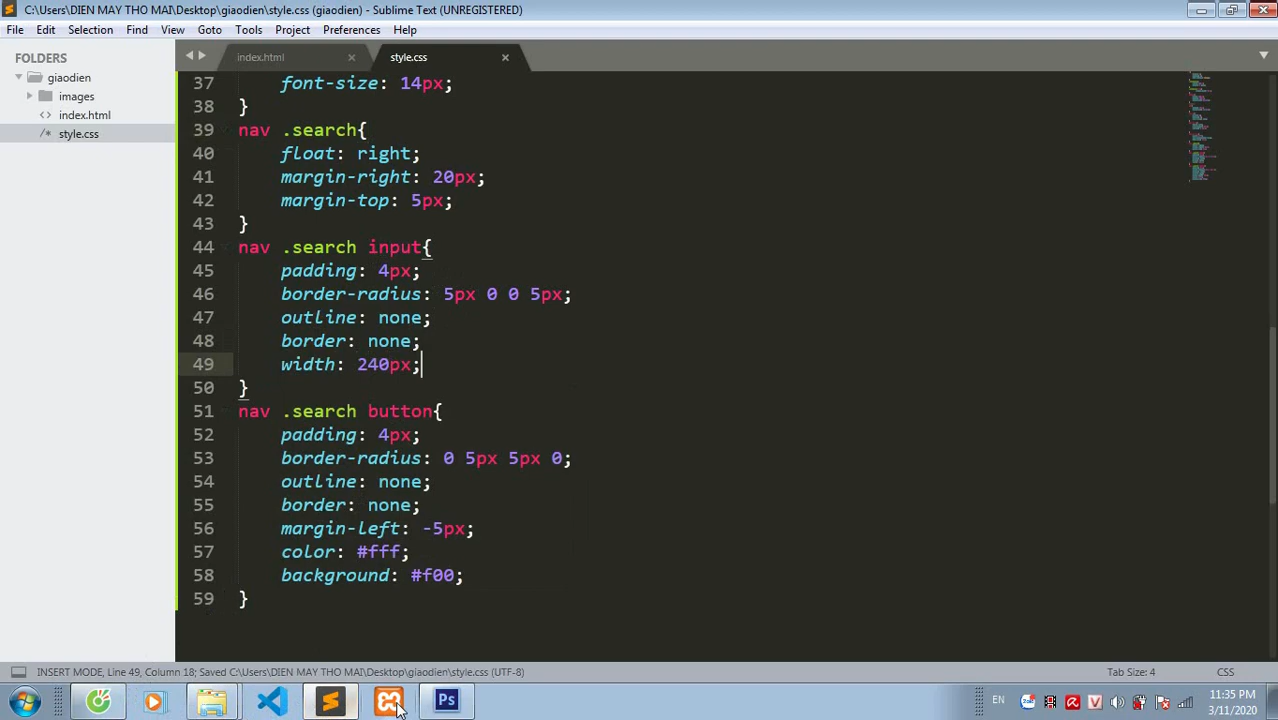 C:\Users\DIEN MAY THO MAI\Desktop\giaodien\style.css (giaodien) - Sublime Text (UNREGISTERED)
File Edit Selection Find View Goto Tools Project Preferences Help
FOLDERS
giaodien
images
index.html
style.css
index.html
style.css
37 font-size: 14px;
38 }
39 nav .search{
40 float: right;
41 margin-right: 20px;
42 margin-top: 5px;
43 }
44 nav .search input{
45 padding: 4px;
46 border-radius: 5px 0 0 5px;
47 outline: none;
48 border: none;
49 width: 240px;
50 }
51 nav .search button{
52 padding: 4px;
53 border-radius: 0 5px 5px 0;
54 outline: none;
55 border: none;
56 margin-left: -5px;
57 color: #fff;
58 background: #f00;
59 }
INSERT MODE, Line 49, Column 18; Saved C:\Users\DIEN MAY THO MAI\Desktop\giaodien\style.css (UTF-8)
Tab Size: 4
CSS
Ps
EN
Zalo
V
11:35 PM
3/11/2020